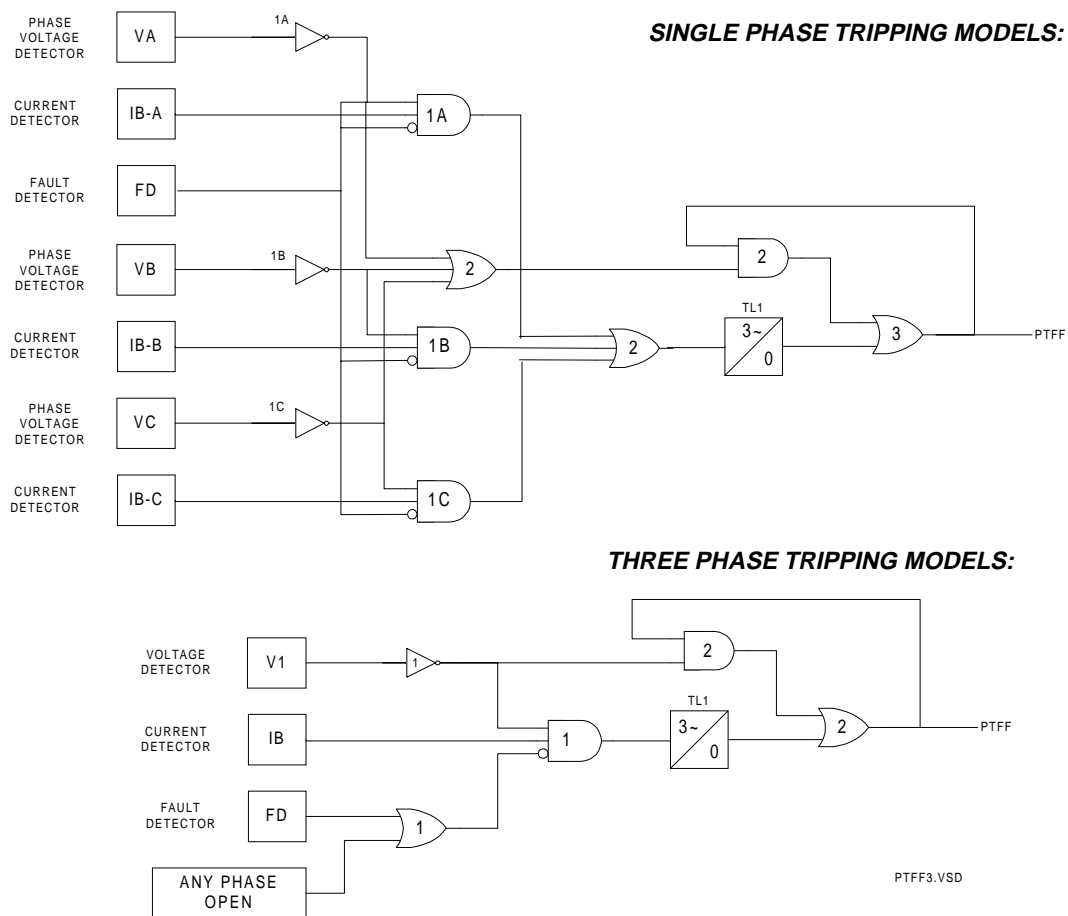 SINGLE PHASE TRIPPING MODELS:
PHASE
VOLTAGE
DETECTOR
VA
1A
CURRENT
DETECTOR
IB-A
1A
FAULT
DETECTOR
FD
PHASE
VOLTAGE
DETECTOR
VB
1B
2
2
CURRENT
DETECTOR
IB-B
1B
2
TL1
3~
0
3
PTFF
PHASE
VOLTAGE
DETECTOR
VC
1C
CURRENT
DETECTOR
IB-C
1C
THREE PHASE TRIPPING MODELS:
VOLTAGE
DETECTOR
V1
1
2
CURRENT
DETECTOR
IB
1
TL1
3~
0
2
PTFF
FAULT
DETECTOR
FD
1
ANY PHASE
OPEN
PTFF3.VSD